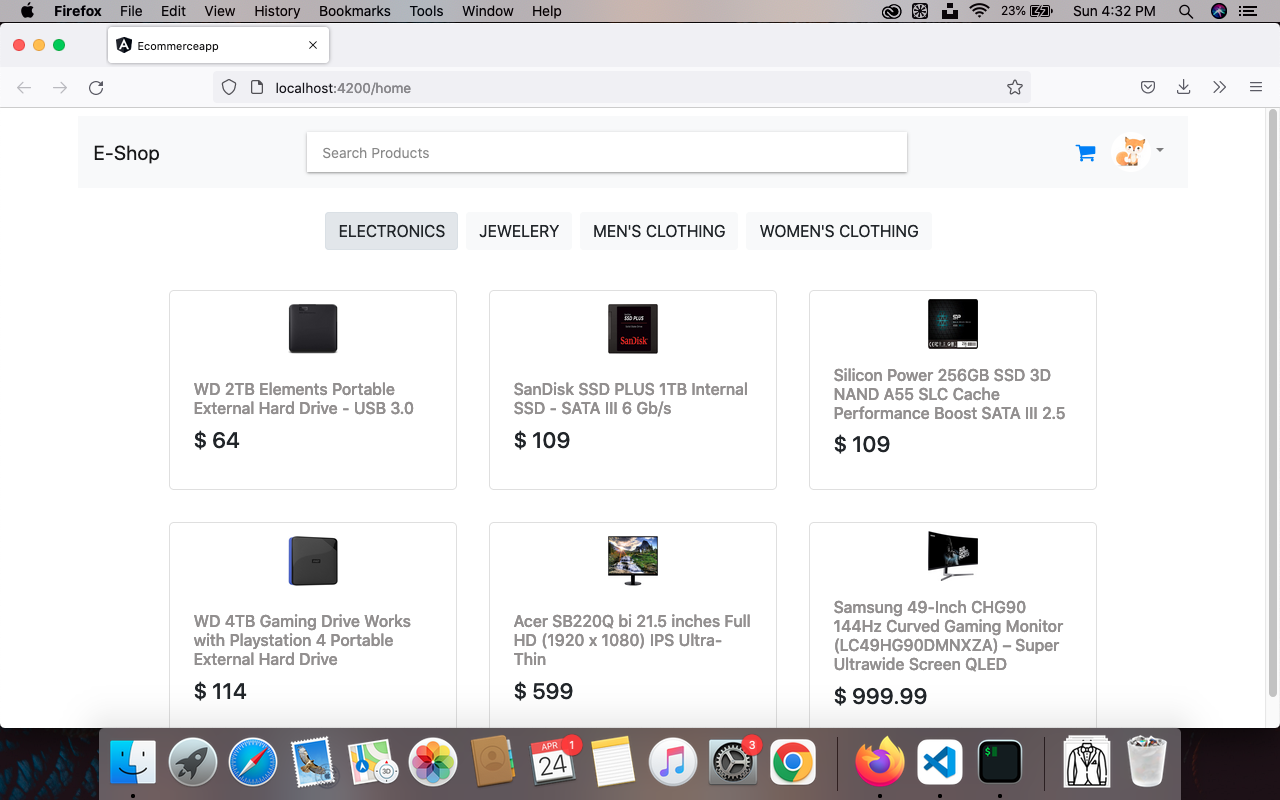 Firefox File Edit View History Bookmarks Tools Window Help 23% Sun 4:32 PM
Ecommerceapp
localhost:4200/home
E-Shop
Search Products
ELECTRONICS JEWELERY MEN'S CLOTHING WOMEN'S CLOTHING
SSD PLUS
SanDisk
SP
WD 2TB Elements Portable
External Hard Drive - USB 3.0
$ 64
SanDisk SSD PLUS 1TB Internal
SSD - SATA III 6 Gb/s
$ 109
Silicon Power 256GB SSD 3D
NAND A55 SLC Cache
Performance Boost SATA III 2.5
$ 109
WD 4TB Gaming Drive Works
with Playstation 4 Portable
External Hard Drive
$ 114
Acer SB220Q bi 21.5 inches Full
HD (1920 x 1080) IPS Ultra-
Thin
$ 599
Samsung 49-Inch CHG90
144Hz Curved Gaming Monitor
(LC49HG90DMNXZA) – Super
Ultrawide Screen QLED
$ 999.99
3D
APR
24
1
3
$